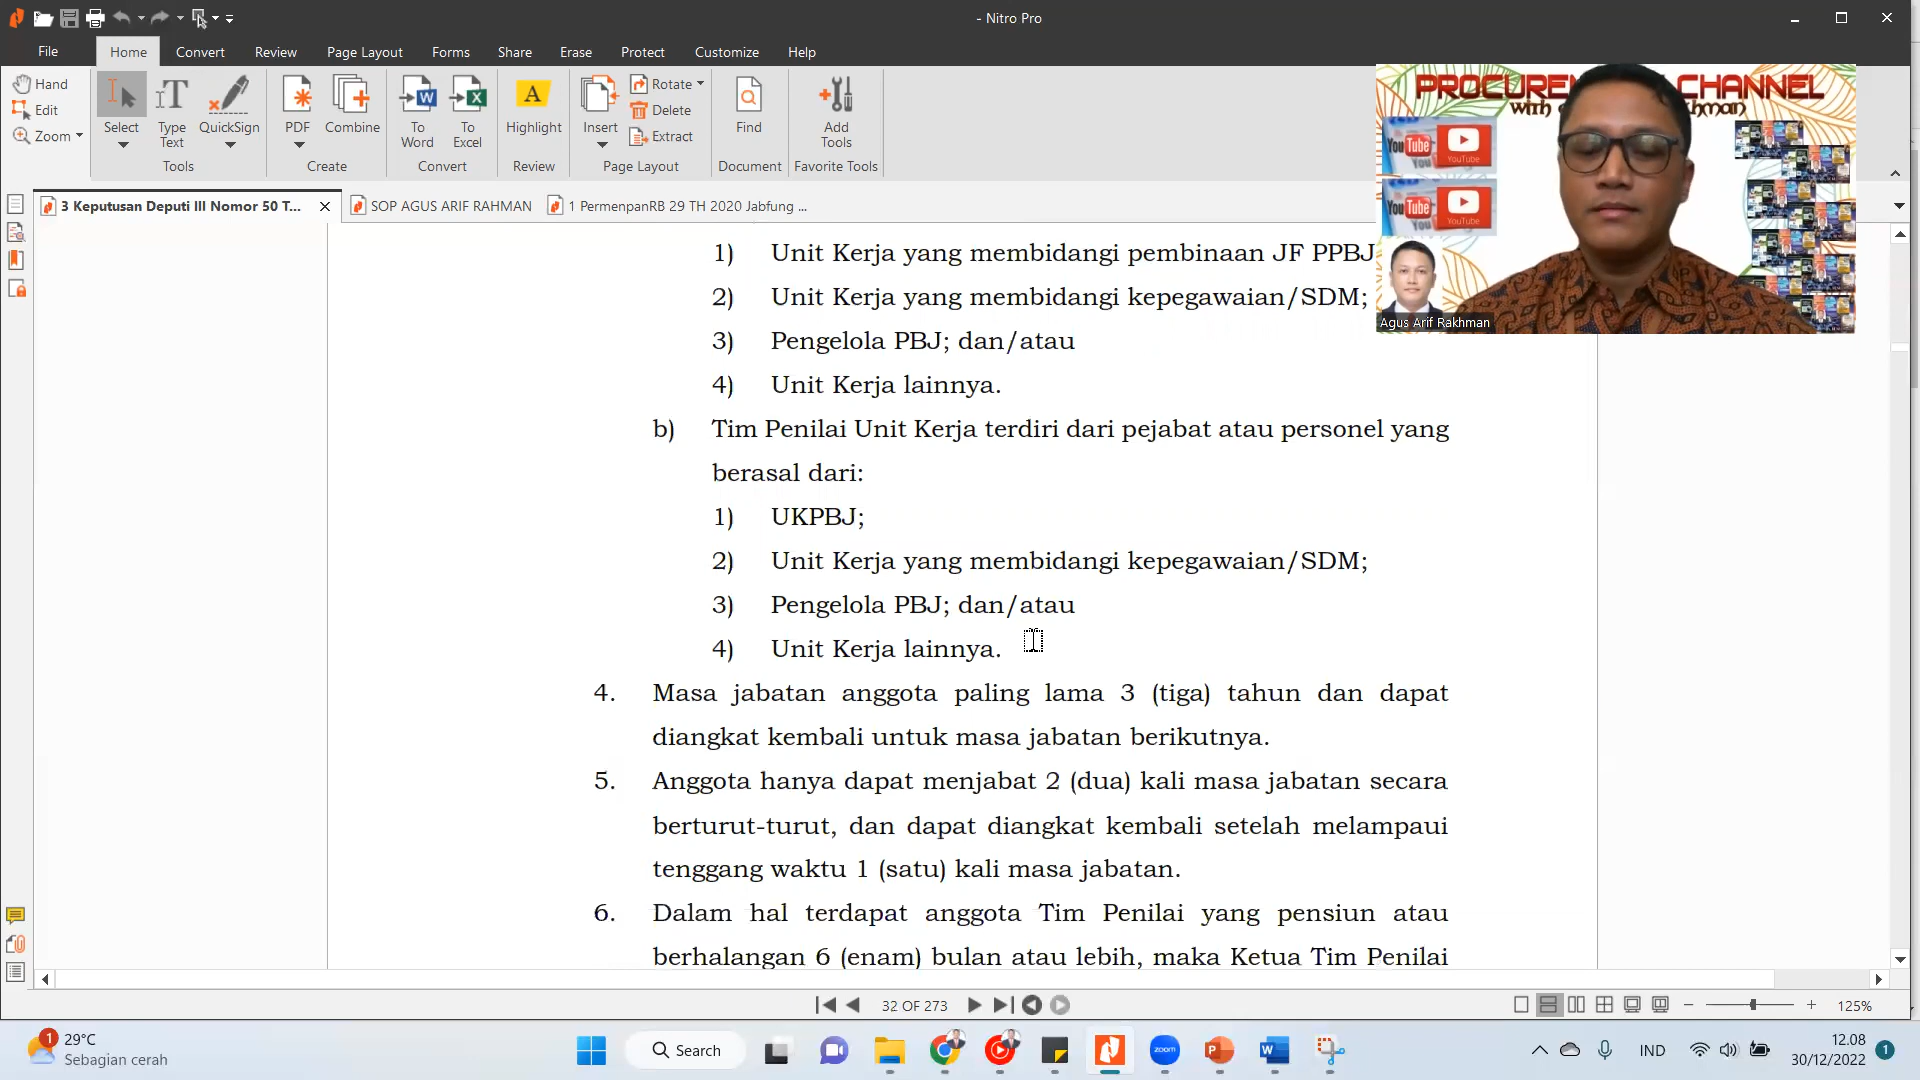 - Nitro Pro
File Home Convert Review Page Layout Forms Share Erase Protect Customize Help
Hand
Edit
Zoom
Select
Type Text
QuickSign
PDF
Combine
To Word
To Excel
Highlight
Insert
Rotate
Delete
Extract
Find
Add Tools
Tools Create Convert Review Page Layout Document Favorite Tools
3 Keputusan Deputi III Nomor 50 T... SOP AGUS ARIF RAHMAN 1 PermenpanRB 29 TH 2020 Jabfung ...
CHANNEL
with
YouTube
YouTube
Agus Arif Rakhman
1) Unit Kerja yang membidangi pembinaan JF PPBJ
2) Unit Kerja yang membidangi kepegawaian/SDM;
3) Pengelola PBJ; dan/atau
4) Unit Kerja lainnya.
b) Tim Penilai Unit Kerja terdiri dari pejabat atau personel yang
berasal dari:
1) UKPBJ;
2) Unit Kerja yang membidangi kepegawaian/SDM;
3) Pengelola PBJ; dan/atau
4) Unit Kerja lainnya.
4. Masa jabatan anggota paling lama 3 (tiga) tahun dan dapat
diangkat kembali untuk masa jabatan berikutnya.
5. Anggota hanya dapat menjabat 2 (dua) kali masa jabatan secara
berturut-turut, dan dapat diangkat kembali setelah melampaui
tenggang waktu 1 (satu) kali masa jabatan.
6. Dalam hal terdapat anggota Tim Penilai yang pensiun atau
berhalangan 6 (enam) bulan atau lebih, maka Ketua Tim Penilai
32 OF 273
125%
1
29°C
Sebagian cerah
Search
zoom
IND
12.08
30/12/2022
1